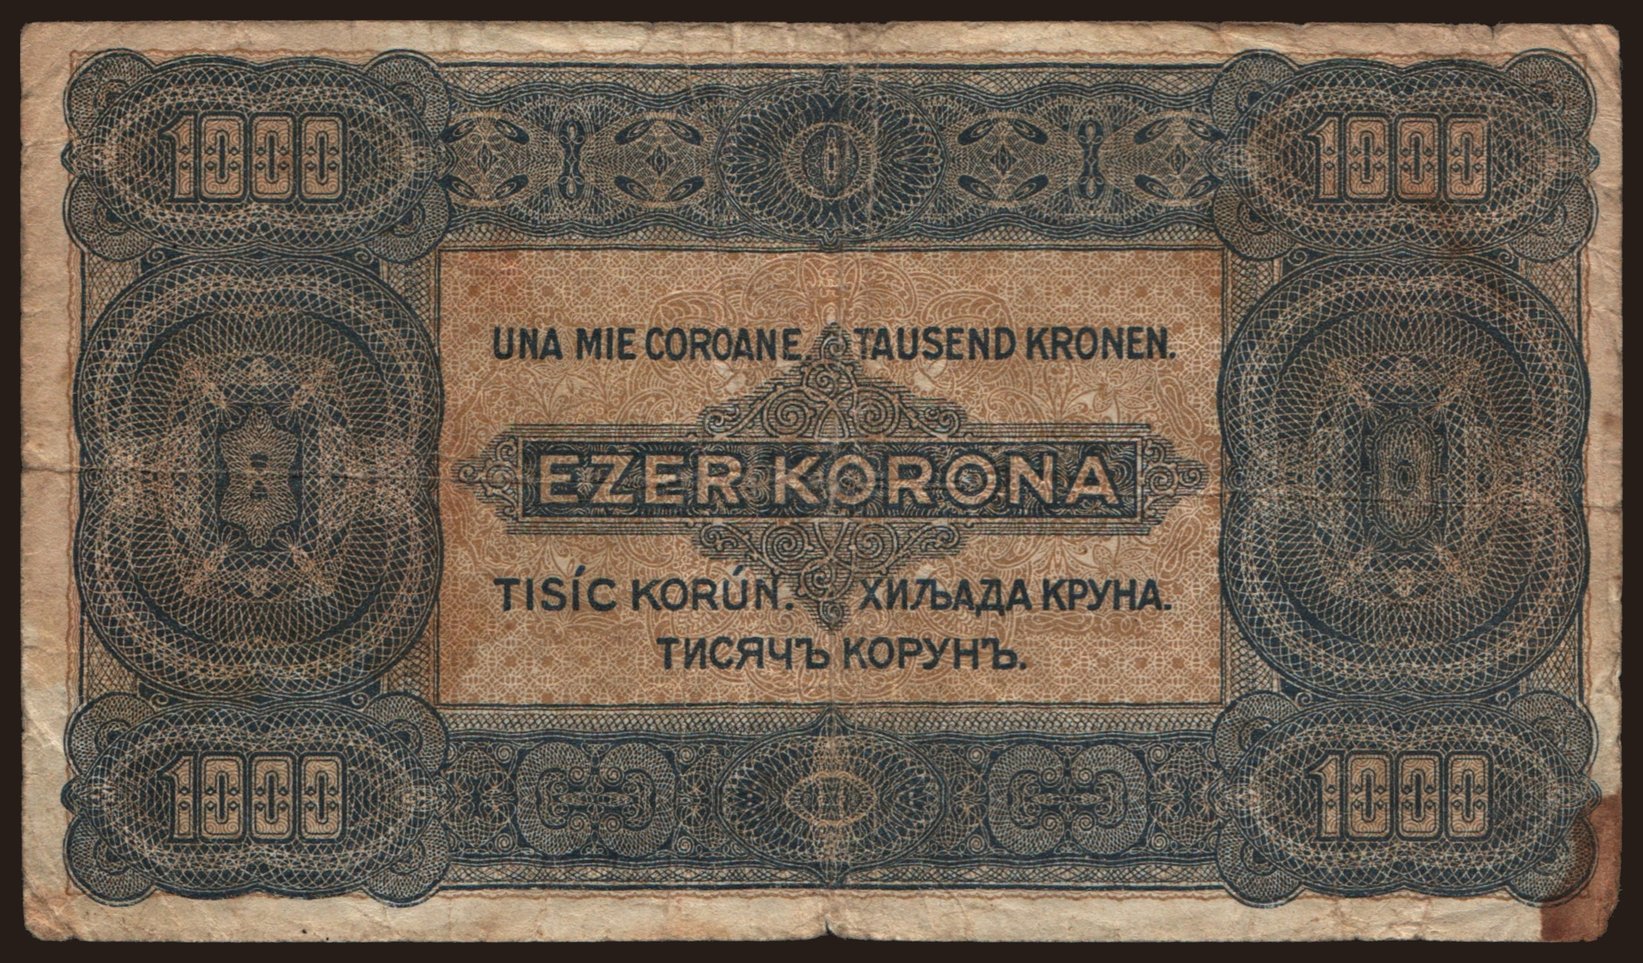 1000 1000
UNA MIE COROANE. TAUSEND KRONEN.
EZER KORONA
TISÍC KORÚN. ХИЉАДА КРУНА.
ТИСЯЧЪ КОРУНЪ.
1000 1000